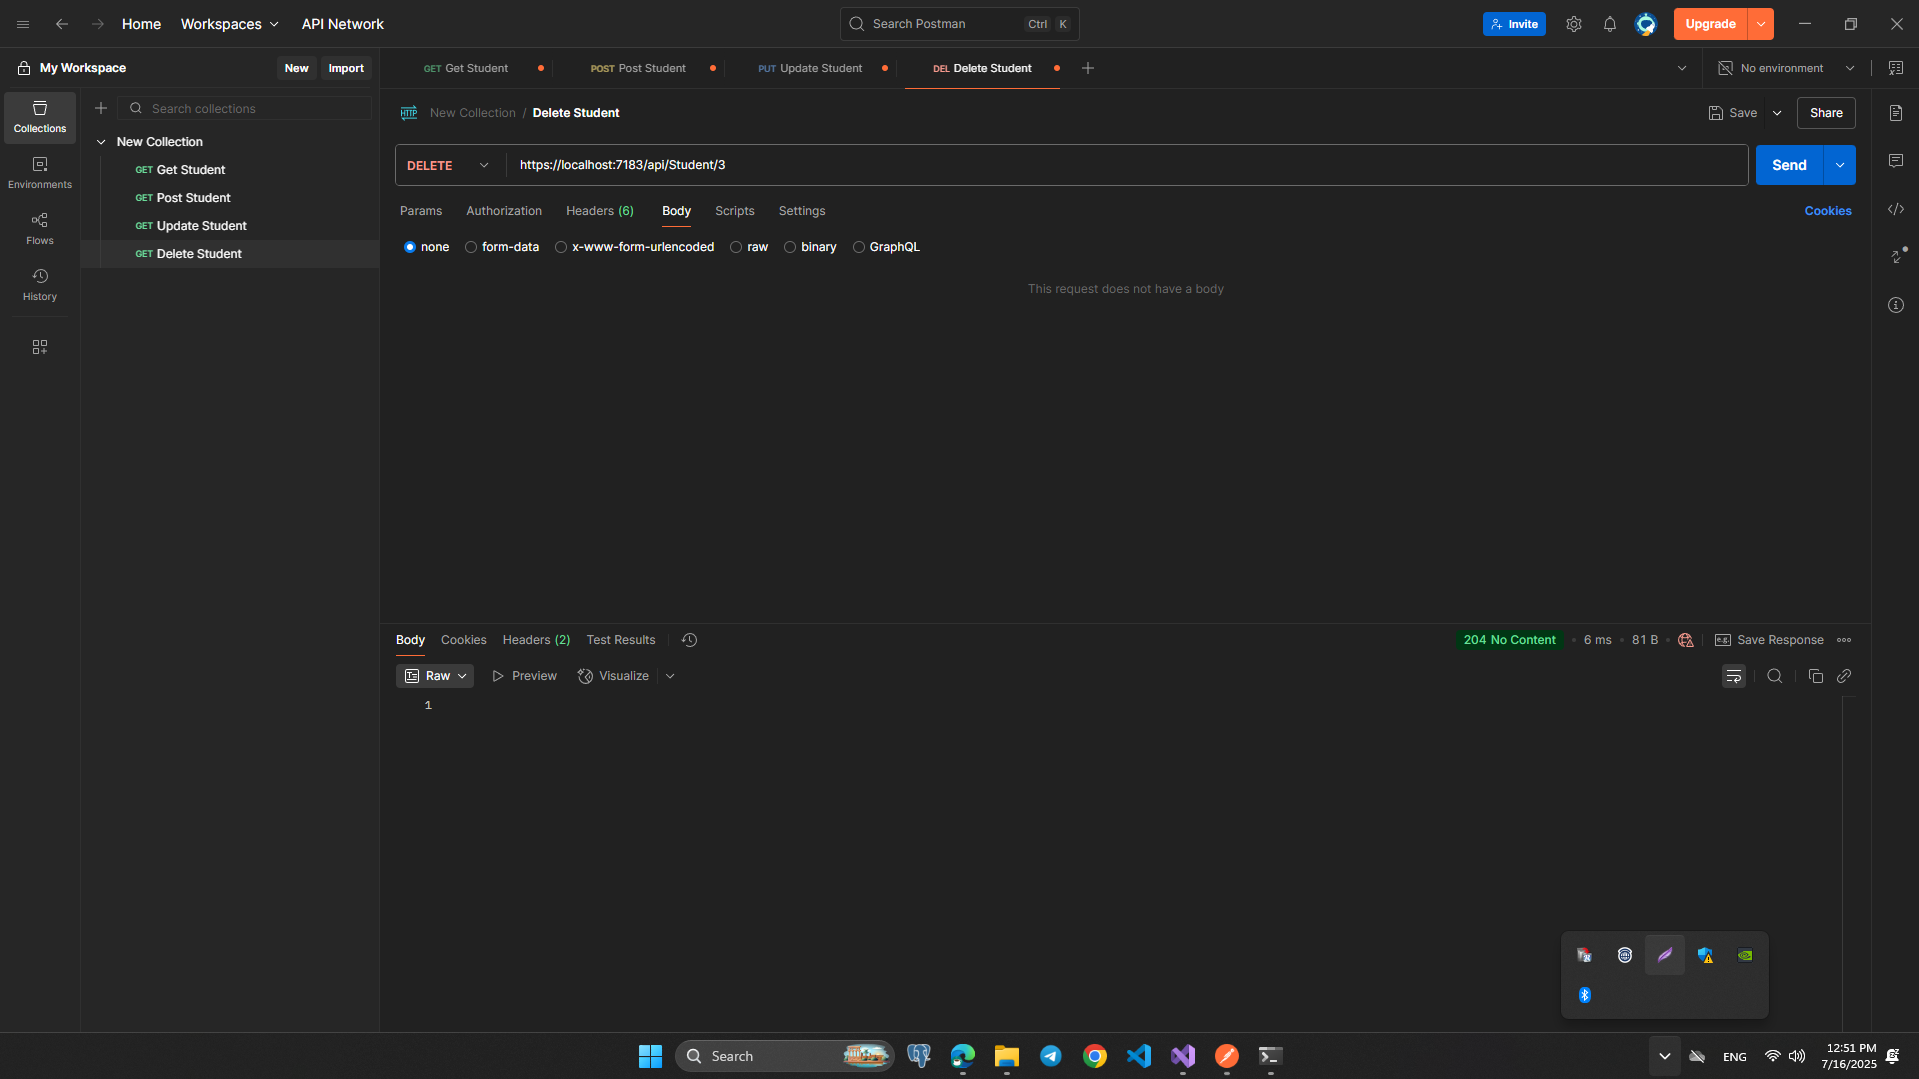 Home
Workspaces
API Network
Search Postman
Ctrl K
Invite
Upgrade
My Workspace
New
Import
GET Get Student
POST Post Student
PUT Update Student
DEL Delete Student
No environment
Collections
Environments
Flows
History
Search collections
New Collection
GET Get Student
GET Post Student
GET Update Student
GET Delete Student
HTTP New Collection / Delete Student
Save
Share
DELETE
https://localhost:7183/api/Student/3
Send
Params
Authorization
Headers (6)
Body
Scripts
Settings
Cookies
none
form-data
x-www-form-urlencoded
raw
binary
GraphQL
This request does not have a body
Body
Cookies
Headers (2)
Test Results
204 No Content
6 ms
81 B
e.g. Save Response
Raw
Preview
Visualize
1
Search
ENG
12:51 PM
7/16/2025